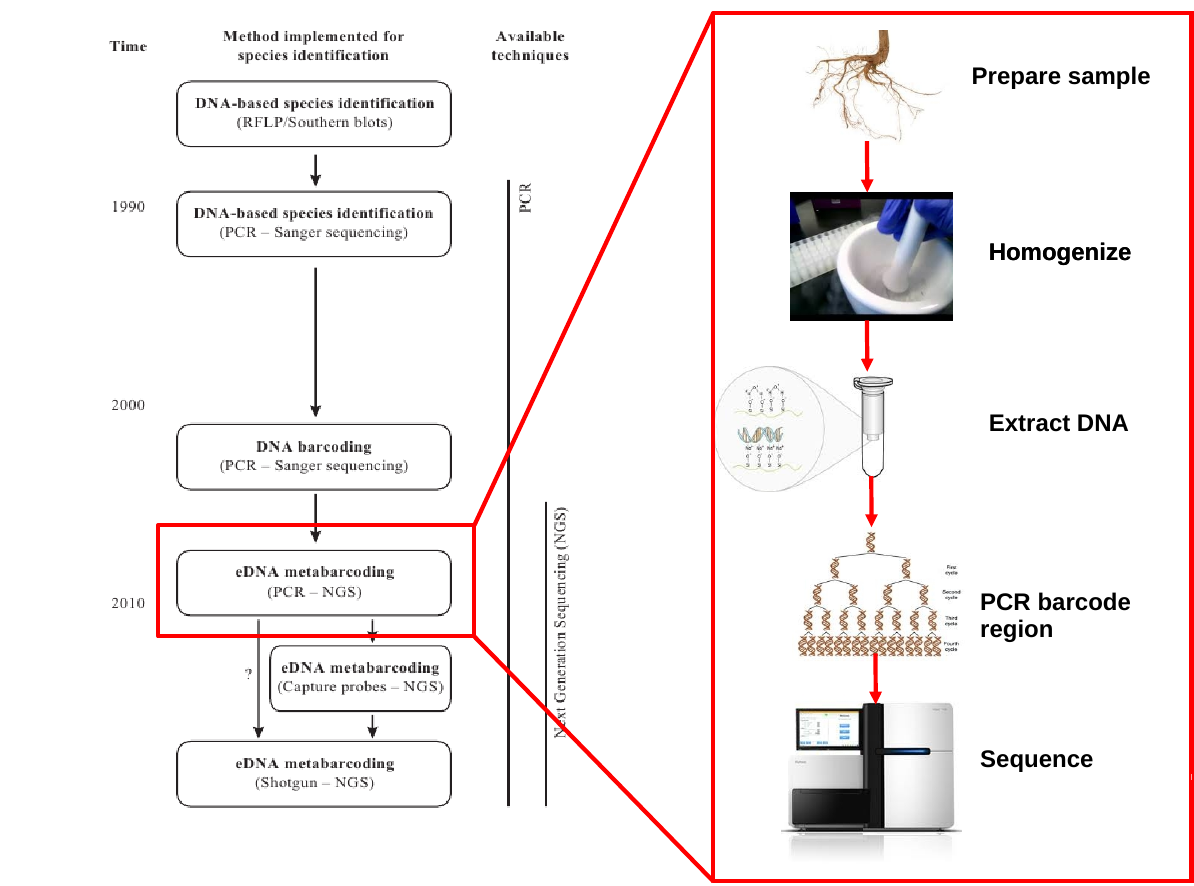 Time
Method implemented for
species identification
Available
techniques
DNA-based species identification
(RFLP/Southern blots)
1990
DNA-based species identification
(PCR – Sanger sequencing)
PCR
2000
DNA barcoding
(PCR – Sanger sequencing)
eDNA metabarcoding
(PCR – NGS)
2010
?
eDNA metabarcoding
(Capture probes – NGS)
eDNA metabarcoding
(Shotgun – NGS)
Next Generation Sequencing (NGS)
Prepare sample
Homogenize
Extract DNA
First
cycle
Second
cycle
Third
cycle
Fourth
cycle
PCR barcode
region
Sequence